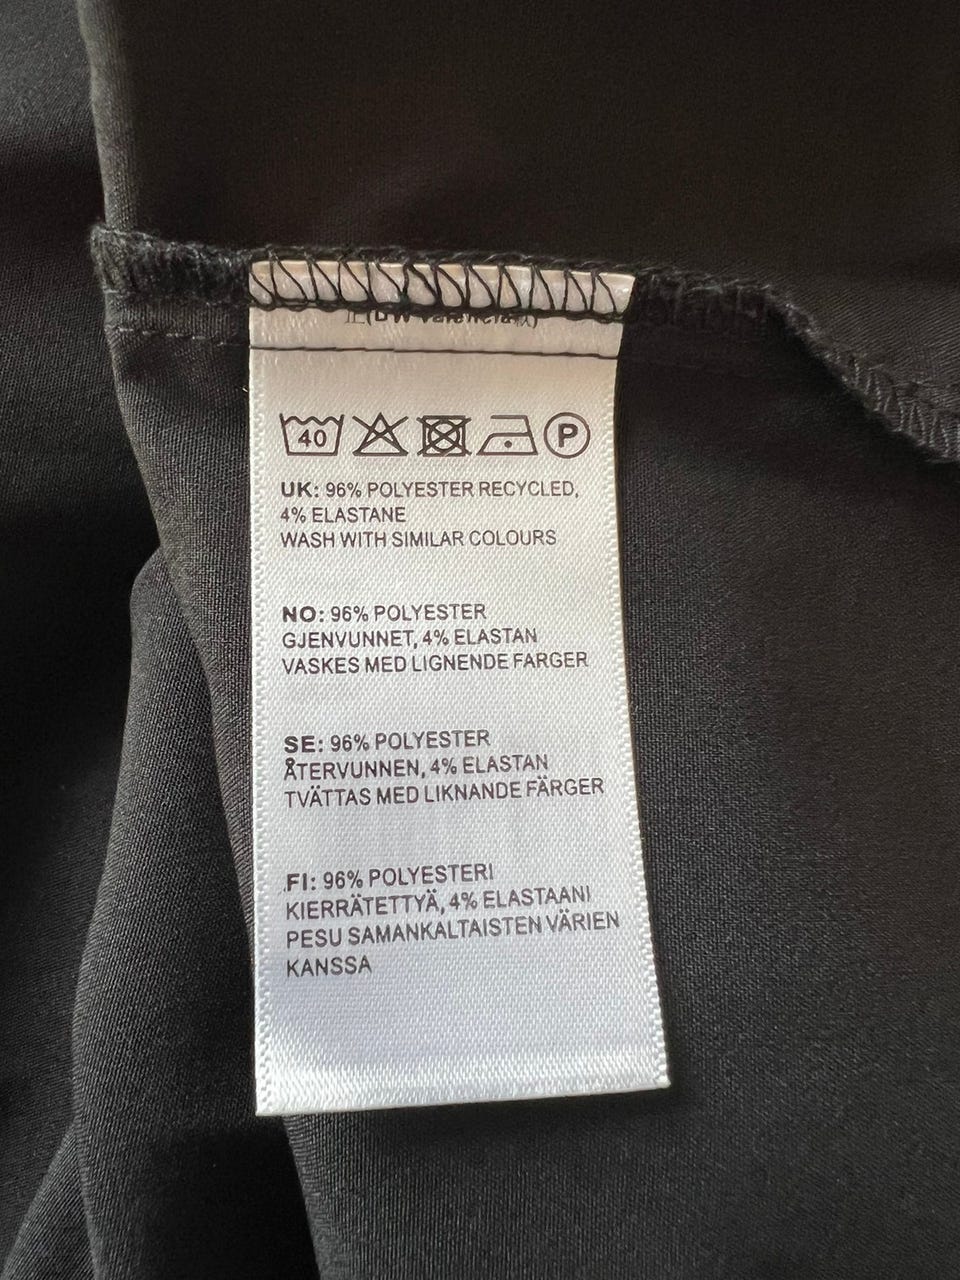 40 P
UK: 96% POLYESTER RECYCLED,
4% ELASTANE
WASH WITH SIMILAR COLOURS
NO: 96% POLYESTER
GJENVUNNET, 4% ELASTAN
VASKES MED LIGNENDE FARGER
SE: 96% POLYESTER
ÅTERVUNNEN, 4% ELASTAN
TVÄTTAS MED LIKNANDE FÄRGER
FI: 96% POLYESTERI
KIERRÄTETTYÄ, 4% ELASTAANI
PESU SAMANKALTAISTEN VÄRIEN
KANSSA